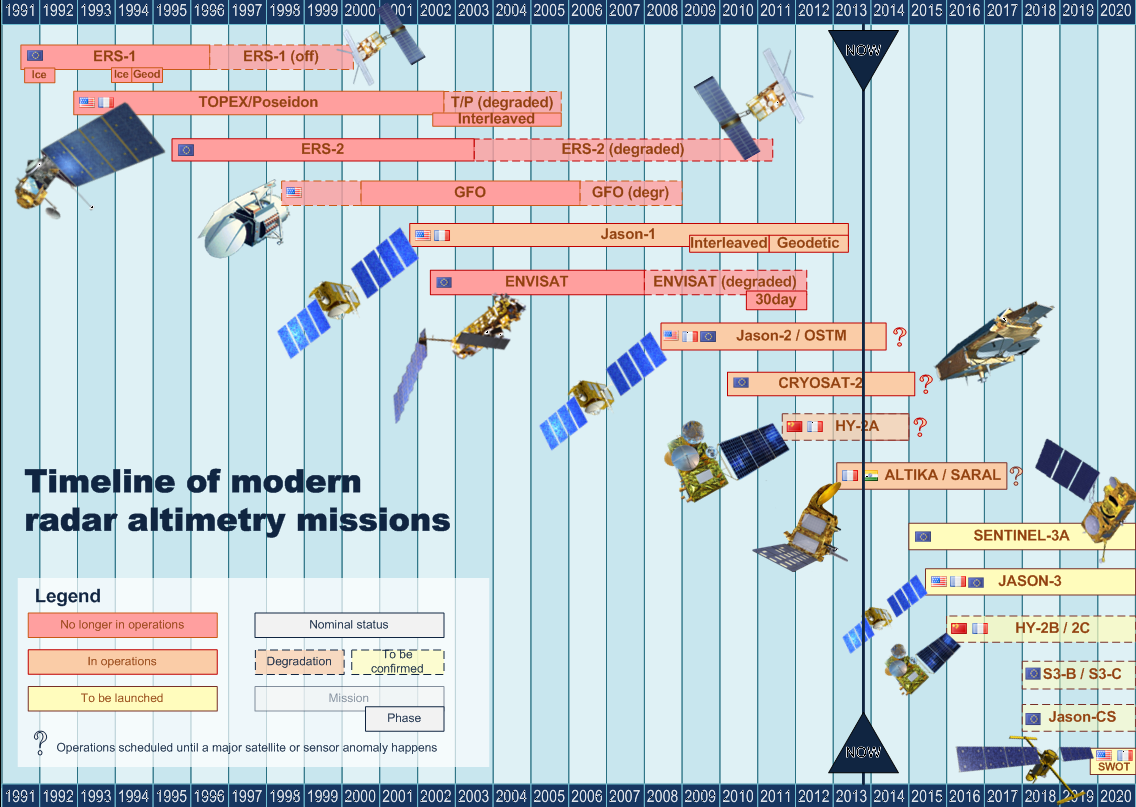 1991 1992 1993 1994 1995 1996 1997 1998 1999 2000 2001 2002 2003 2004 2005 2006 2007 2008 2009 2010 2011 2012 2013 2014 2015 2016 2017 2018 2019 2020
NOW
ERS-1
ERS-1 (off)
Ice
Ice
Geod
TOPEX/Poseidon
T/P (degraded)
Interleaved
ERS-2
ERS-2 (degraded)
GFO
GFO (degr)
Jason-1
Interleaved
Geodetic
ENVISAT
ENVISAT (degraded)
30day
Jason-2 / OSTM
?
CRYOSAT-2
?
HY-2A
?
ALTIKA / SARAL
?
Timeline of modern
radar altimetry missions
SENTINEL-3A
JASON-3
HY-2B / 2C
S3-B / S3-C
Jason-CS
SWOT
Legend
No longer in operations
Nominal status
In operations
Degradation
To be
confirmed
To be launched
Mission
Phase
? Operations scheduled until a major satellite or sensor anomaly happens
NOW
1991 1992 1993 1994 1995 1996 1997 1998 1999 2000 2001 2002 2003 2004 2005 2006 2007 2008 2009 2010 2011 2012 2013 2014 2015 2016 2017 2018 2019 2020